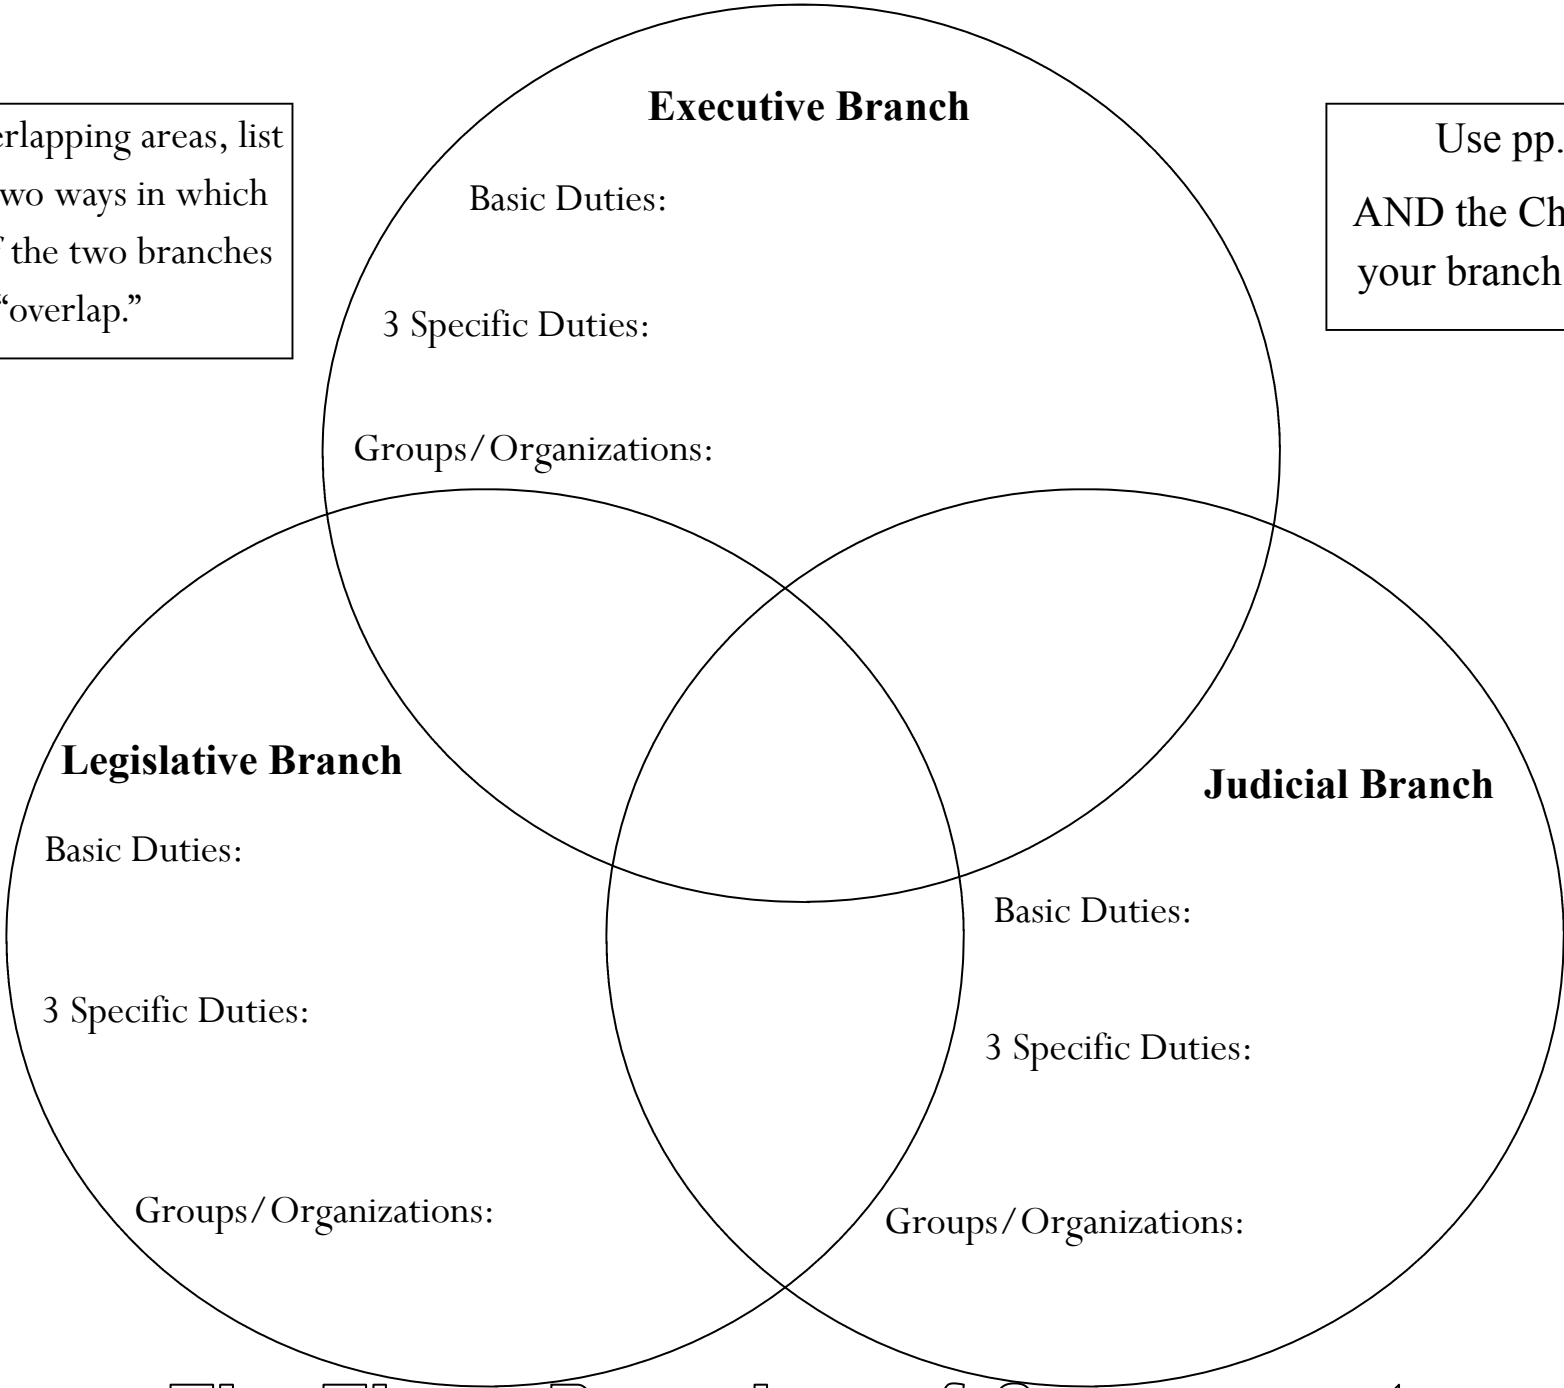 Executive Branch
erlapping areas, list
wo ways in which
f the two branches
“overlap.”
Use pp.
AND the Ch
your branch
Basic Duties:
3 Specific Duties:
Groups/Organizations:
Legislative Branch
Basic Duties:
3 Specific Duties:
Groups/Organizations:
Judicial Branch
Basic Duties:
3 Specific Duties:
Groups/Organizations: